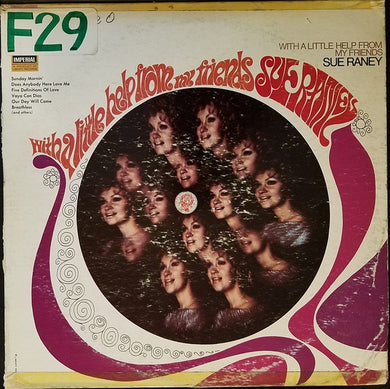 F29
IMPERIAL
WITH A LITTLE HELP FROM
MY FRIENDS
SUE RANEY
Sunday Mornin'
Does Anybody Here Love Me
Five Definitions Of Love
Vaya Con Dios
Our Day Will Come
Breathless
(and others)
with a little help from my friends SUE RANEY